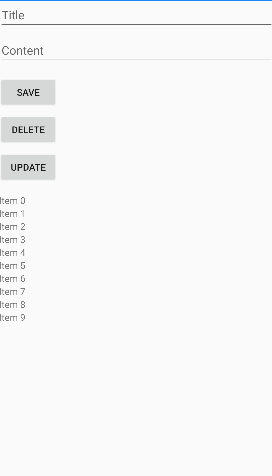 Title
Content
SAVE
DELETE
UPDATE
Item 0
Item 1
Item 2
Item 3
Item 4
Item 5
Item 6
Item 7
Item 8
Item 9